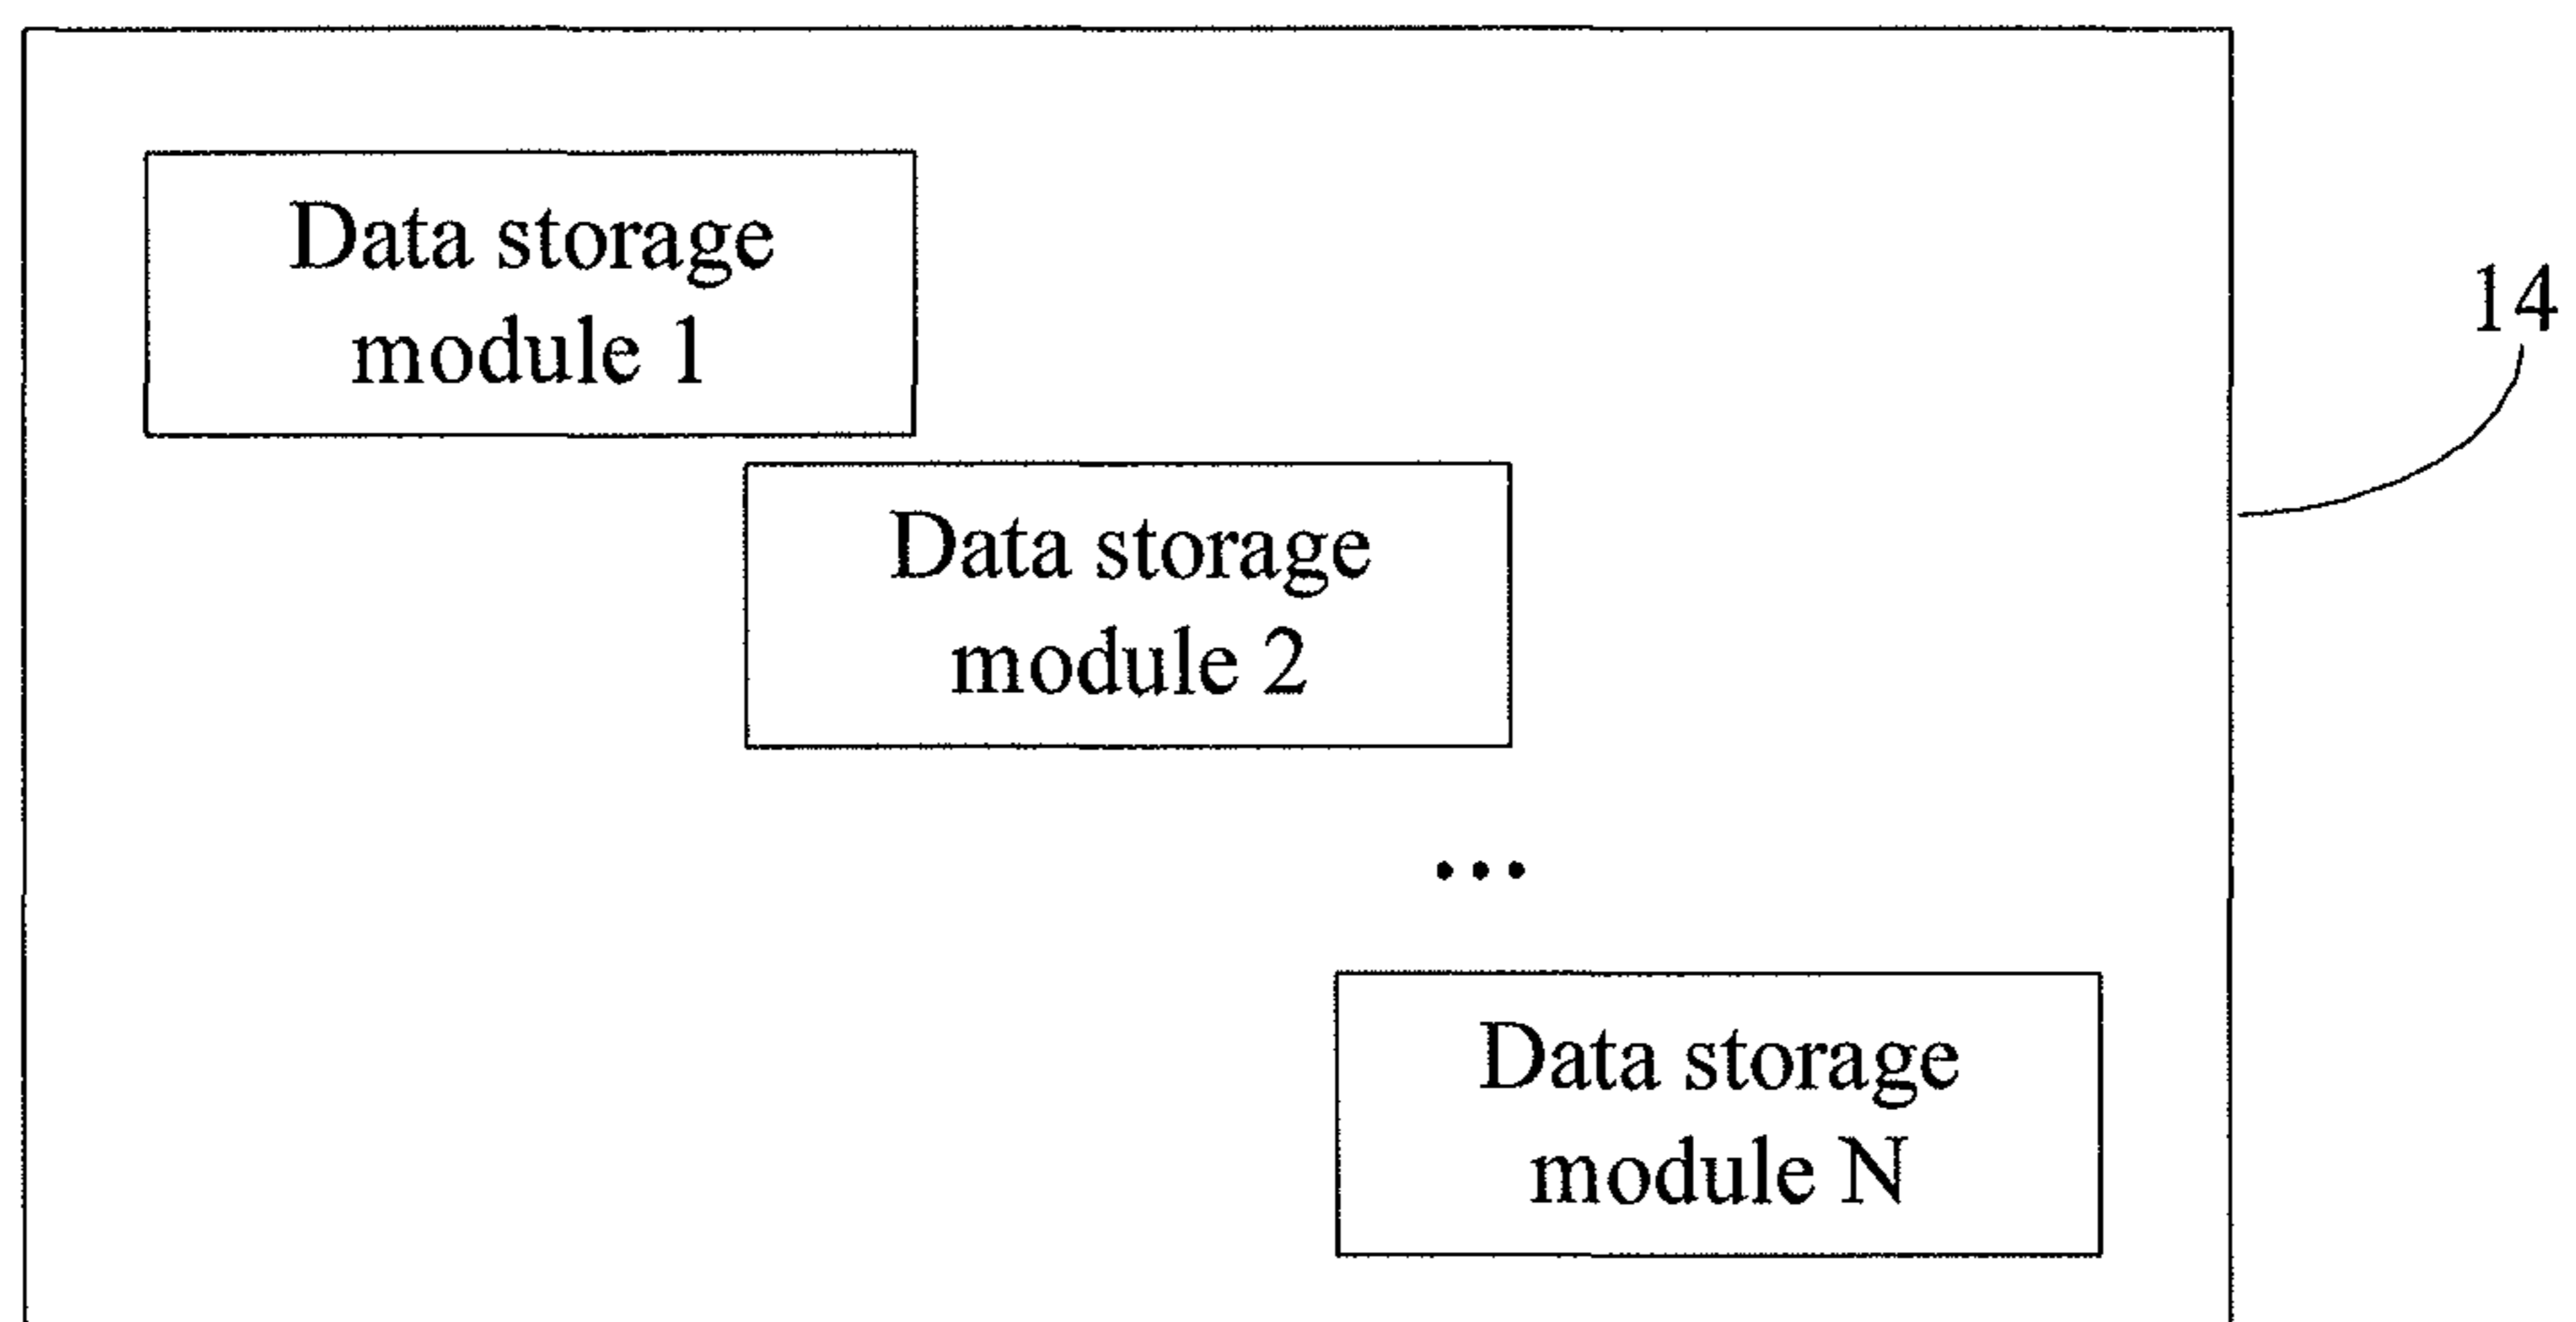 Data storage
module 1
14
Data storage
module 2
...
Data storage
module N